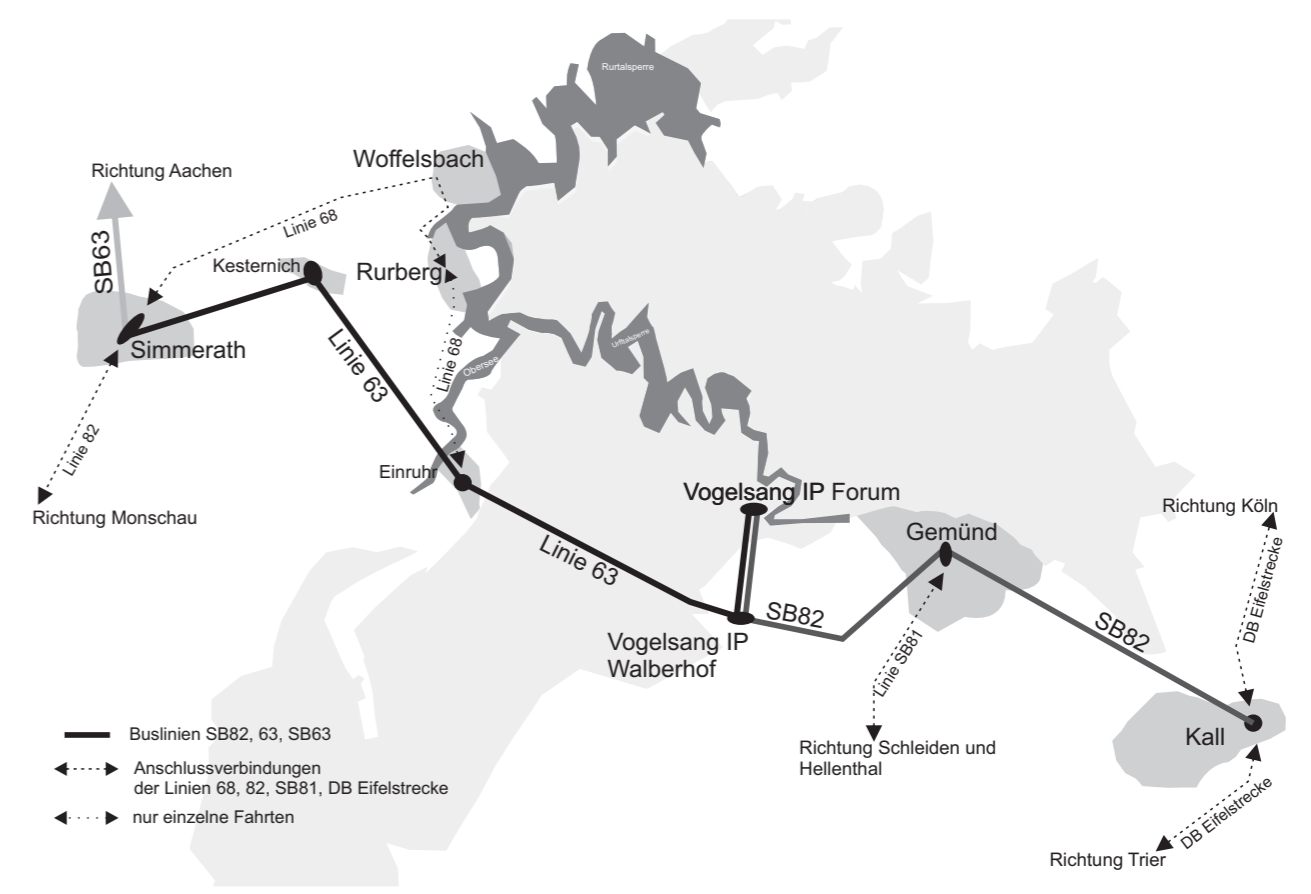 Rurtalsperre
Woffelsbach
Richtung Aachen
Linie 68
SB63
Kesternich
Rurberg
Simmerath
Linie 63
Linie 68
Obersee
Urfttalsperre
Linie 82
Einruhr
Richtung Monschau
Vogelsang IP Forum
Richtung Köln
Gemünd
Linie 63
DB Eifelstrecke
SB82
SB82
Vogelsang IP
Walberhof
Linie SB81
Richtung Schleiden und
Hellenthal
Kall
Buslinien SB82, 63, SB63
Anschlussverbindungen
der Linien 68, 82, SB81, DB Eifelstrecke
nur einzelne Fahrten
DB Eifelstrecke
Richtung Trier